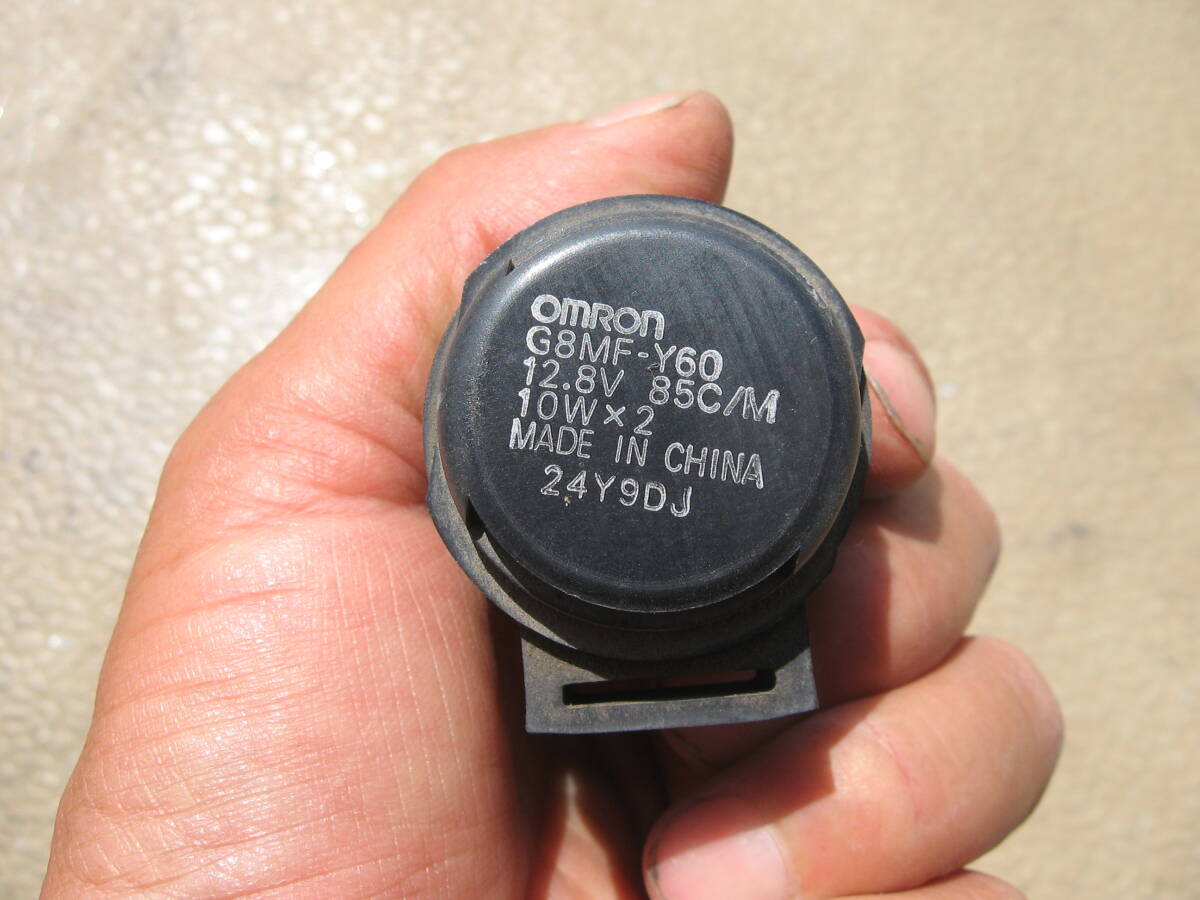 OMRON
G8MF-Y60
12.8V 85C/M
10W×2
MADE IN CHINA
24Y9DJ